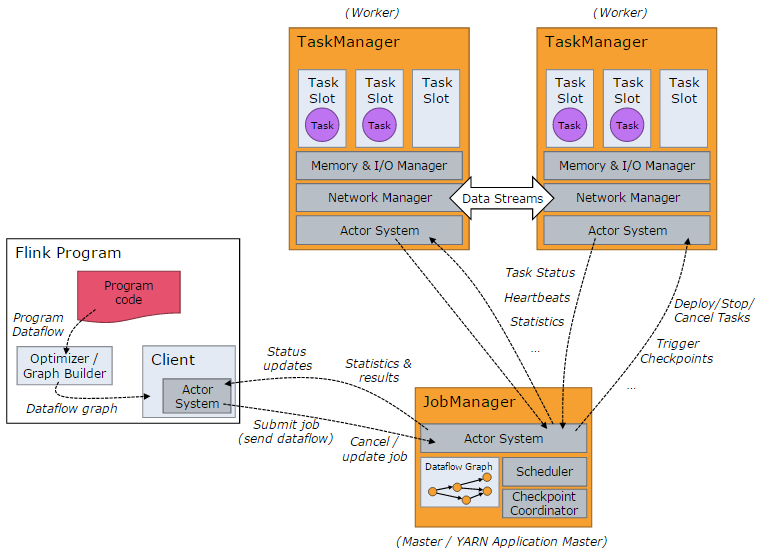 (Worker)
(Worker)
TaskManager
TaskManager
Task
Slot
Task
Slot
Task
Slot
Task
Task
Task
Slot
Task
Slot
Task
Slot
Task
Task
Memory & I/O Manager
Memory & I/O Manager
Network Manager
Data Streams
Network Manager
Actor System
Actor System
Flink Program
Program
code
Program
Dataflow
Optimizer /
Graph Builder
Dataflow graph
Client
Actor
System
Task Status
Heartbeats
Statistics
...
Deploy/Stop/
Cancel Tasks
Trigger
Checkpoints
...
Status
updates
Statistics &
results
Submit job
(send dataflow)
Cancel /
update job
JobManager
Actor System
Dataflow Graph
Scheduler
Checkpoint
Coordinator
(Master / YARN Application Master)